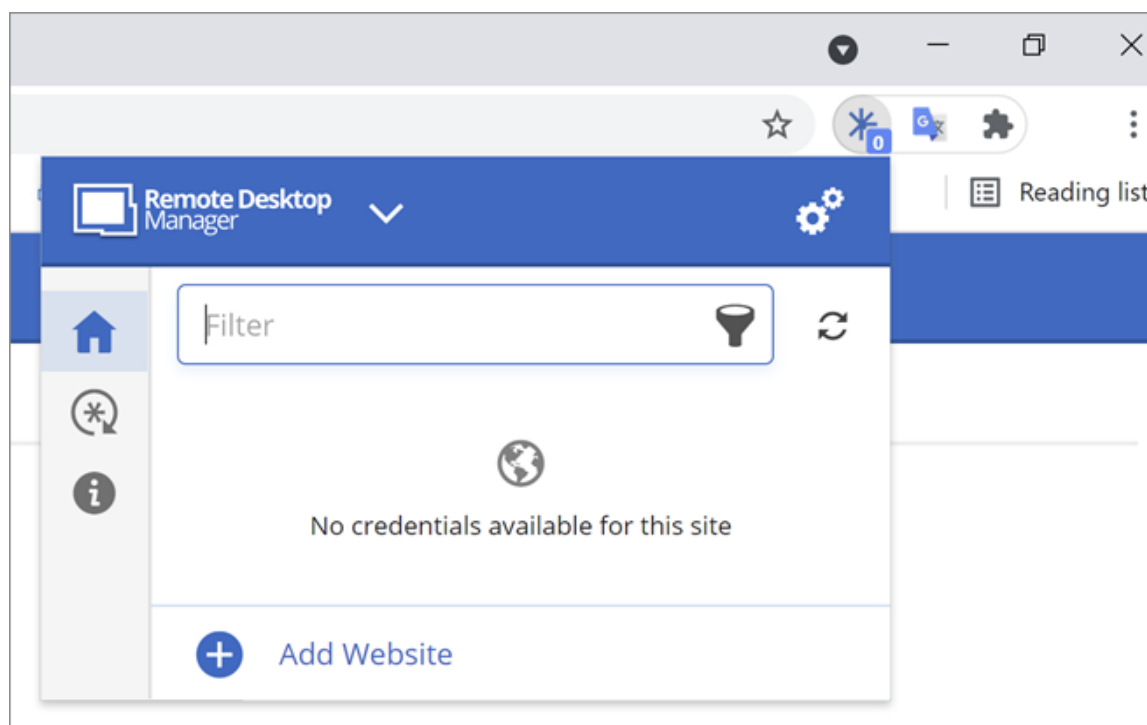 0
G
Reading list
Remote Desktop
Manager
Filter
No credentials available for this site
Add Website